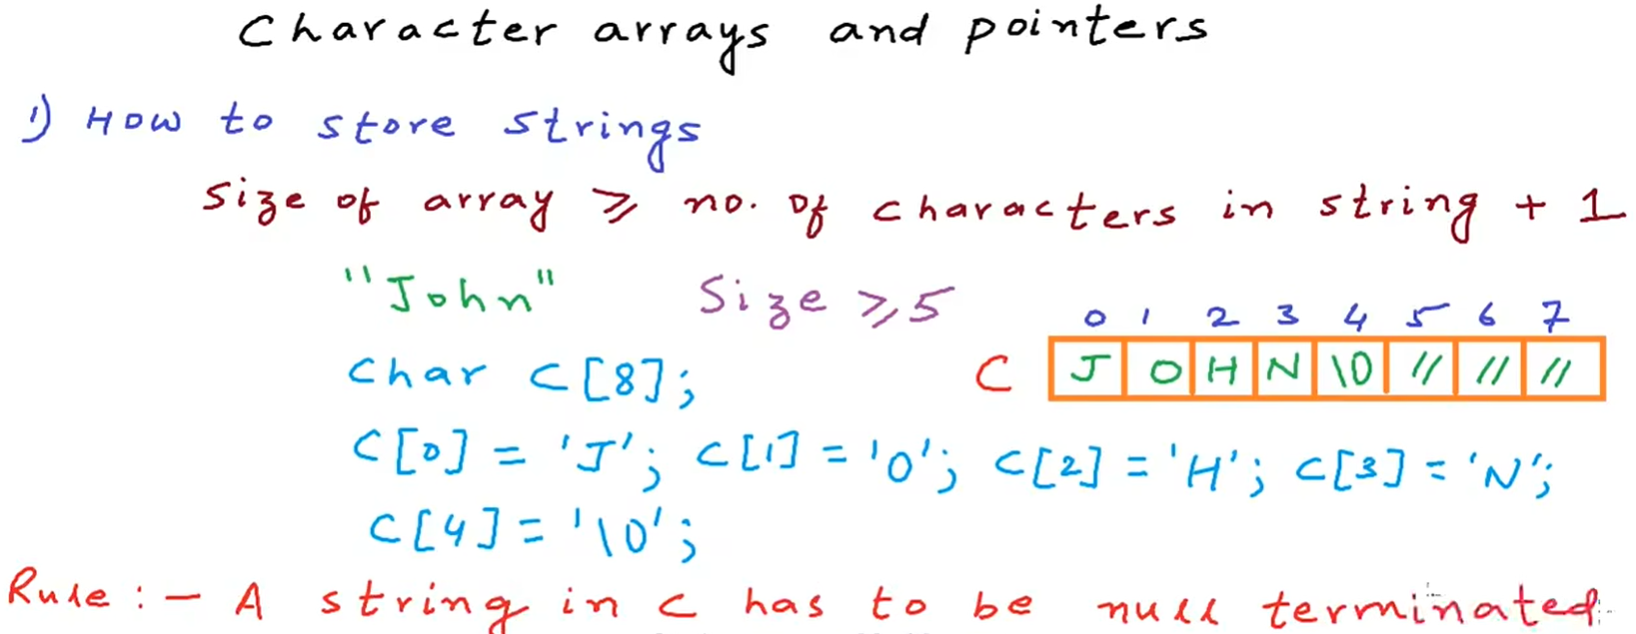 Character arrays and pointers
1) How to store strings
Size of array ≥ no. of characters in string + 1
"John" Size ≥ 5
0 1 2 3 4 5 6 7
Char C[8]; C J O H N \0 // // //
C[0] = 'J'; C[1] = 'O'; C[2] = 'H'; C[3] = 'N';
C[4] = '\0';
Rule :- A string in C has to be null terminated